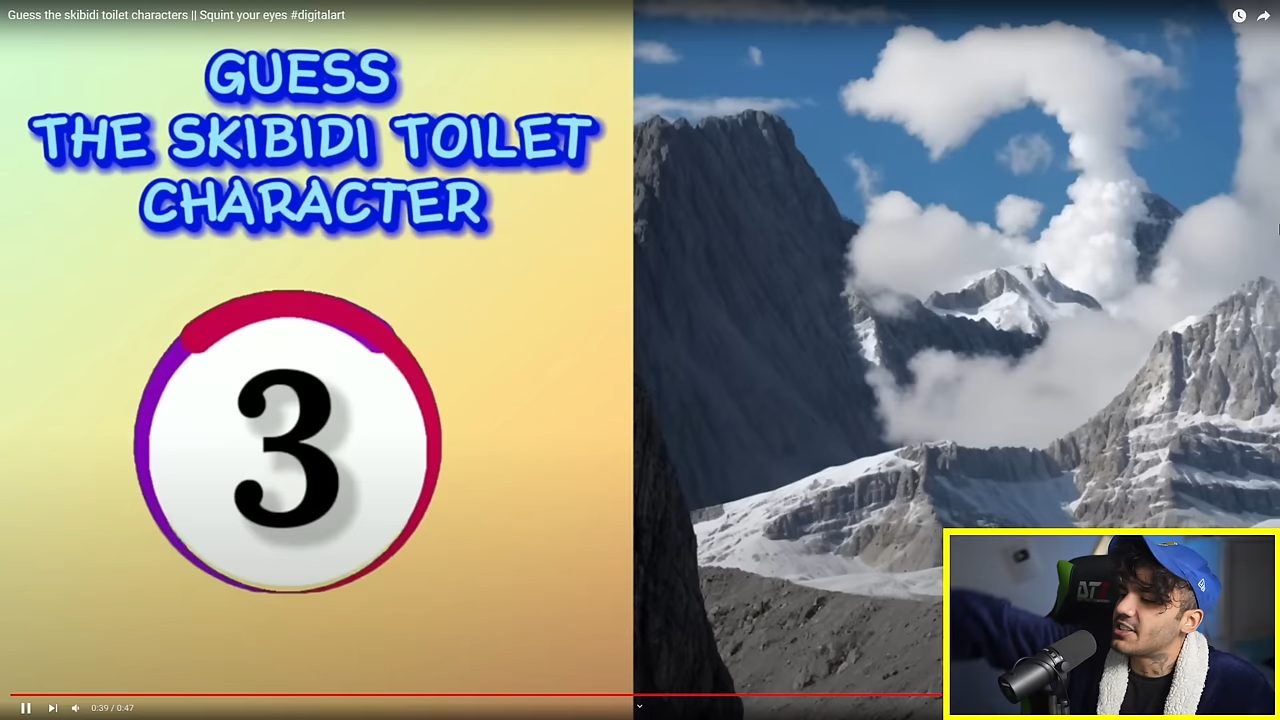 Guess the skibidi toilet characters || Squint your eyes #digitalart
GUESS
THE SKIBIDI TOILET
CHARACTER
3
0:39 / 0:47